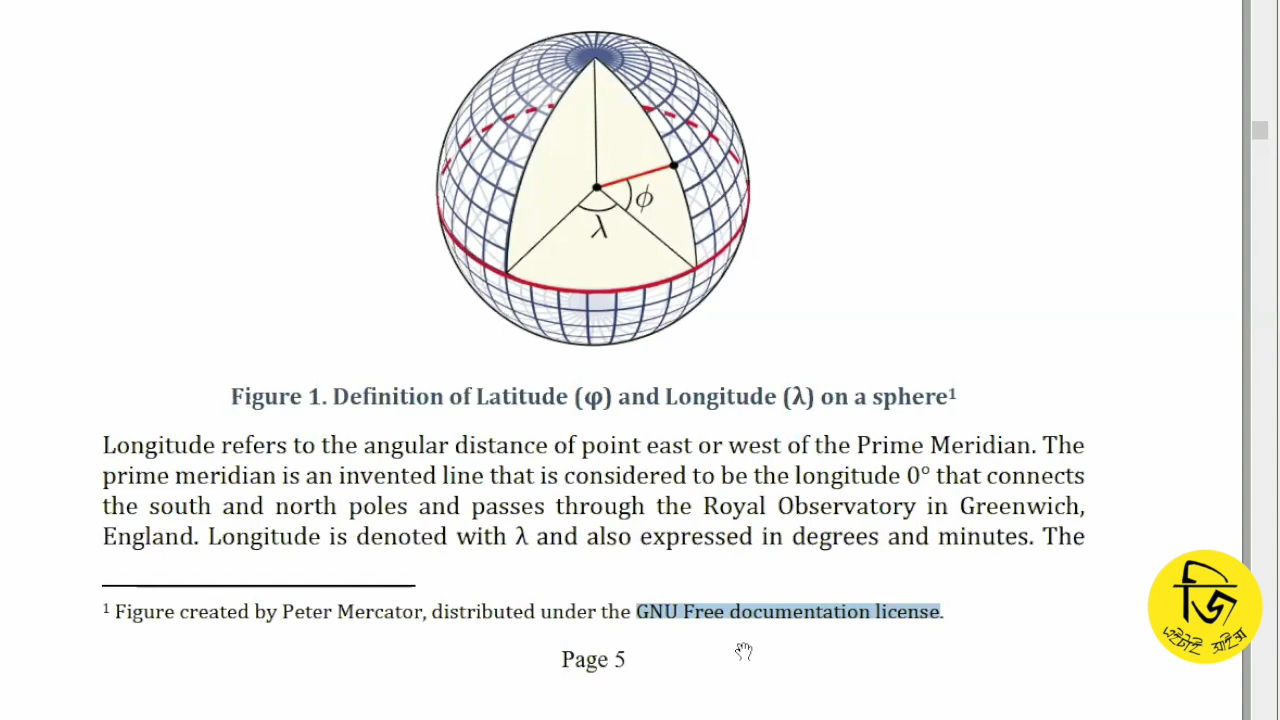 ϕ
λ
Figure 1. Definition of Latitude (φ) and Longitude (λ) on a sphere¹
Longitude refers to the angular distance of point east or west of the Prime Meridian. The
prime meridian is an invented line that is considered to be the longitude 0° that connects
the south and north poles and passes through the Royal Observatory in Greenwich,
England. Longitude is denoted with λ and also expressed in degrees and minutes. The
¹ Figure created by Peter Mercator, distributed under the GNU Free documentation license.
Page 5